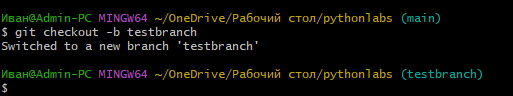 Иван@Admin-PC MINGW64 ~/OneDrive/Рабочий стол/pythonlabs (main)
$ git checkout -b testbranch
Switched to a new branch 'testbranch'
Иван@Admin-PC MINGW64 ~/OneDrive/Рабочий стол/pythonlabs (testbranch)
$